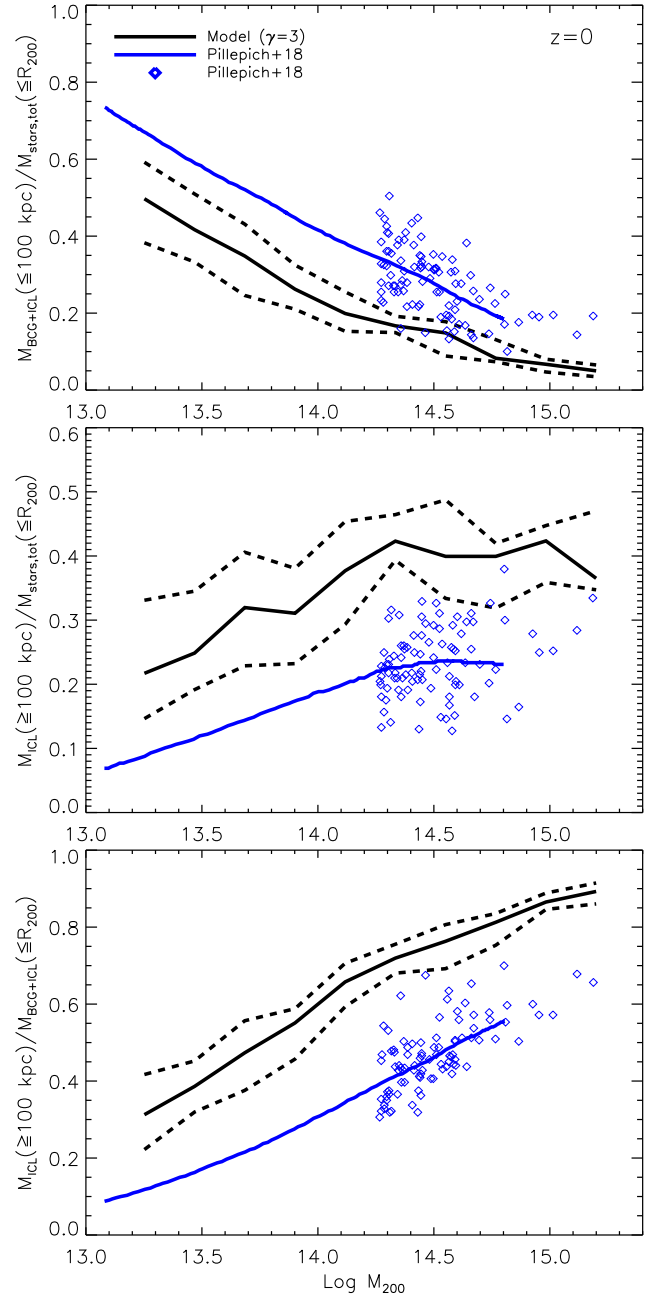 Model (γ=3)
Pillepich+18
Pillepich+18
z=0
M_BCG+ICL(≦100 kpc)/M_stars,tot(≦R_200)
1.0
0.8
0.6
0.4
0.2
0.0
13.0 13.5 14.0 14.5 15.0
M_ICL(≧100 kpc)/M_stars,tot(≦R_200)
0.6
0.5
0.4
0.3
0.2
0.1
0.0
13.0 13.5 14.0 14.5 15.0
M_ICL(≧100 kpc)/M_BCG+ICL(≦R_200)
1.0
0.8
0.6
0.4
0.2
0.0
13.0 13.5 14.0 14.5 15.0
Log M_200